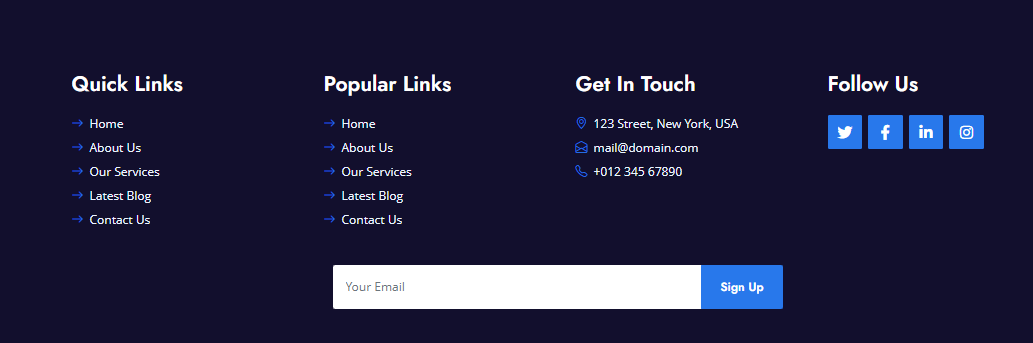 Quick Links
Home
About Us
Our Services
Latest Blog
Contact Us
Popular Links
Home
About Us
Our Services
Latest Blog
Contact Us
Get In Touch
123 Street, New York, USA
mail@domain.com
+012 345 67890
Follow Us
Your Email
Sign Up